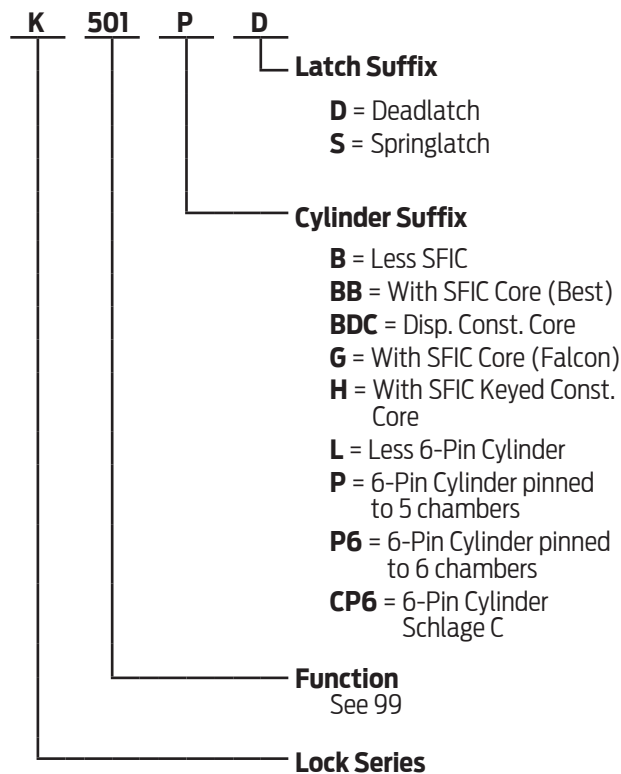 K 501 P D
Latch Suffix
D = Deadlatch
S = Springlatch
Cylinder Suffix
B = Less SFIC
BB = With SFIC Core (Best)
BDC = Disp. Const. Core
G = With SFIC Core (Falcon)
H = With SFIC Keyed Const.
Core
L = Less 6-Pin Cylinder
P = 6-Pin Cylinder pinned
to 5 chambers
P6 = 6-Pin Cylinder pinned
to 6 chambers
CP6 = 6-Pin Cylinder
Schlage C
Function
See 99
Lock Series